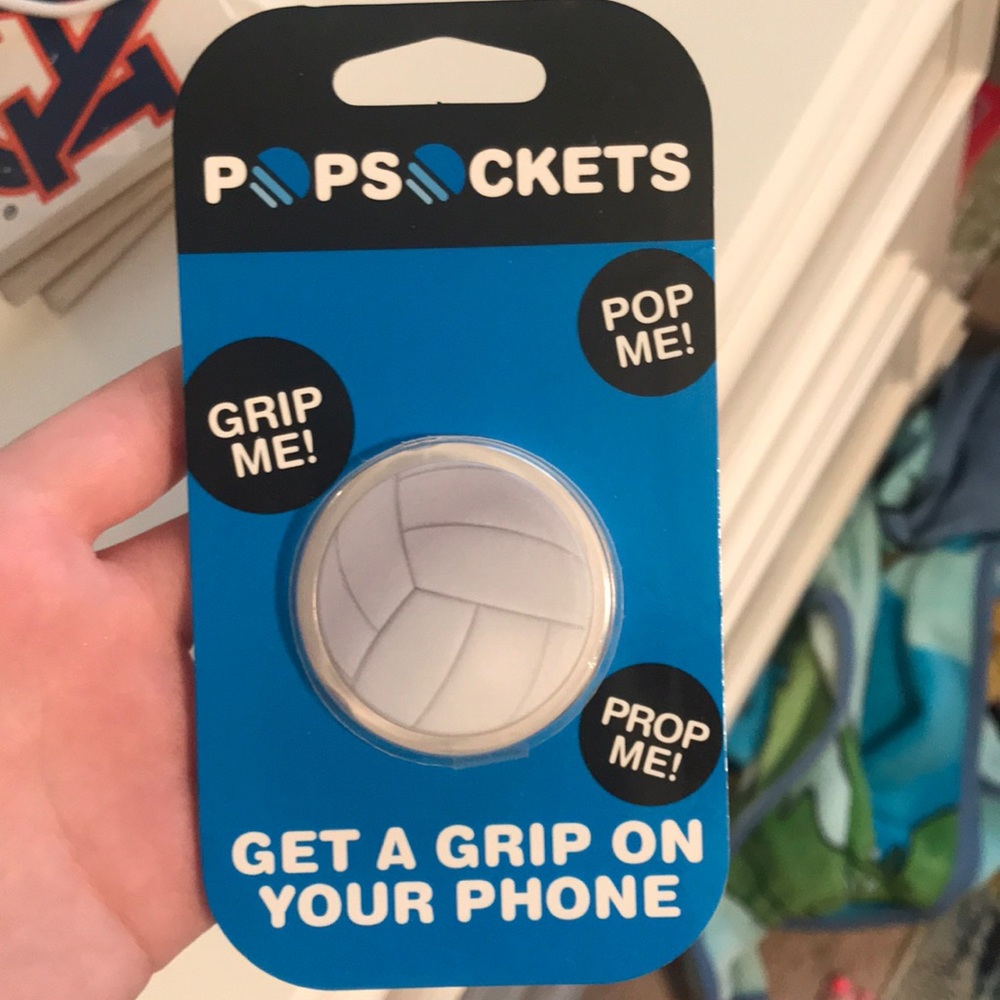 POPSOCKETS
POP
ME!
GRIP
ME!
PROP
ME!
GET A GRIP ON
YOUR PHONE